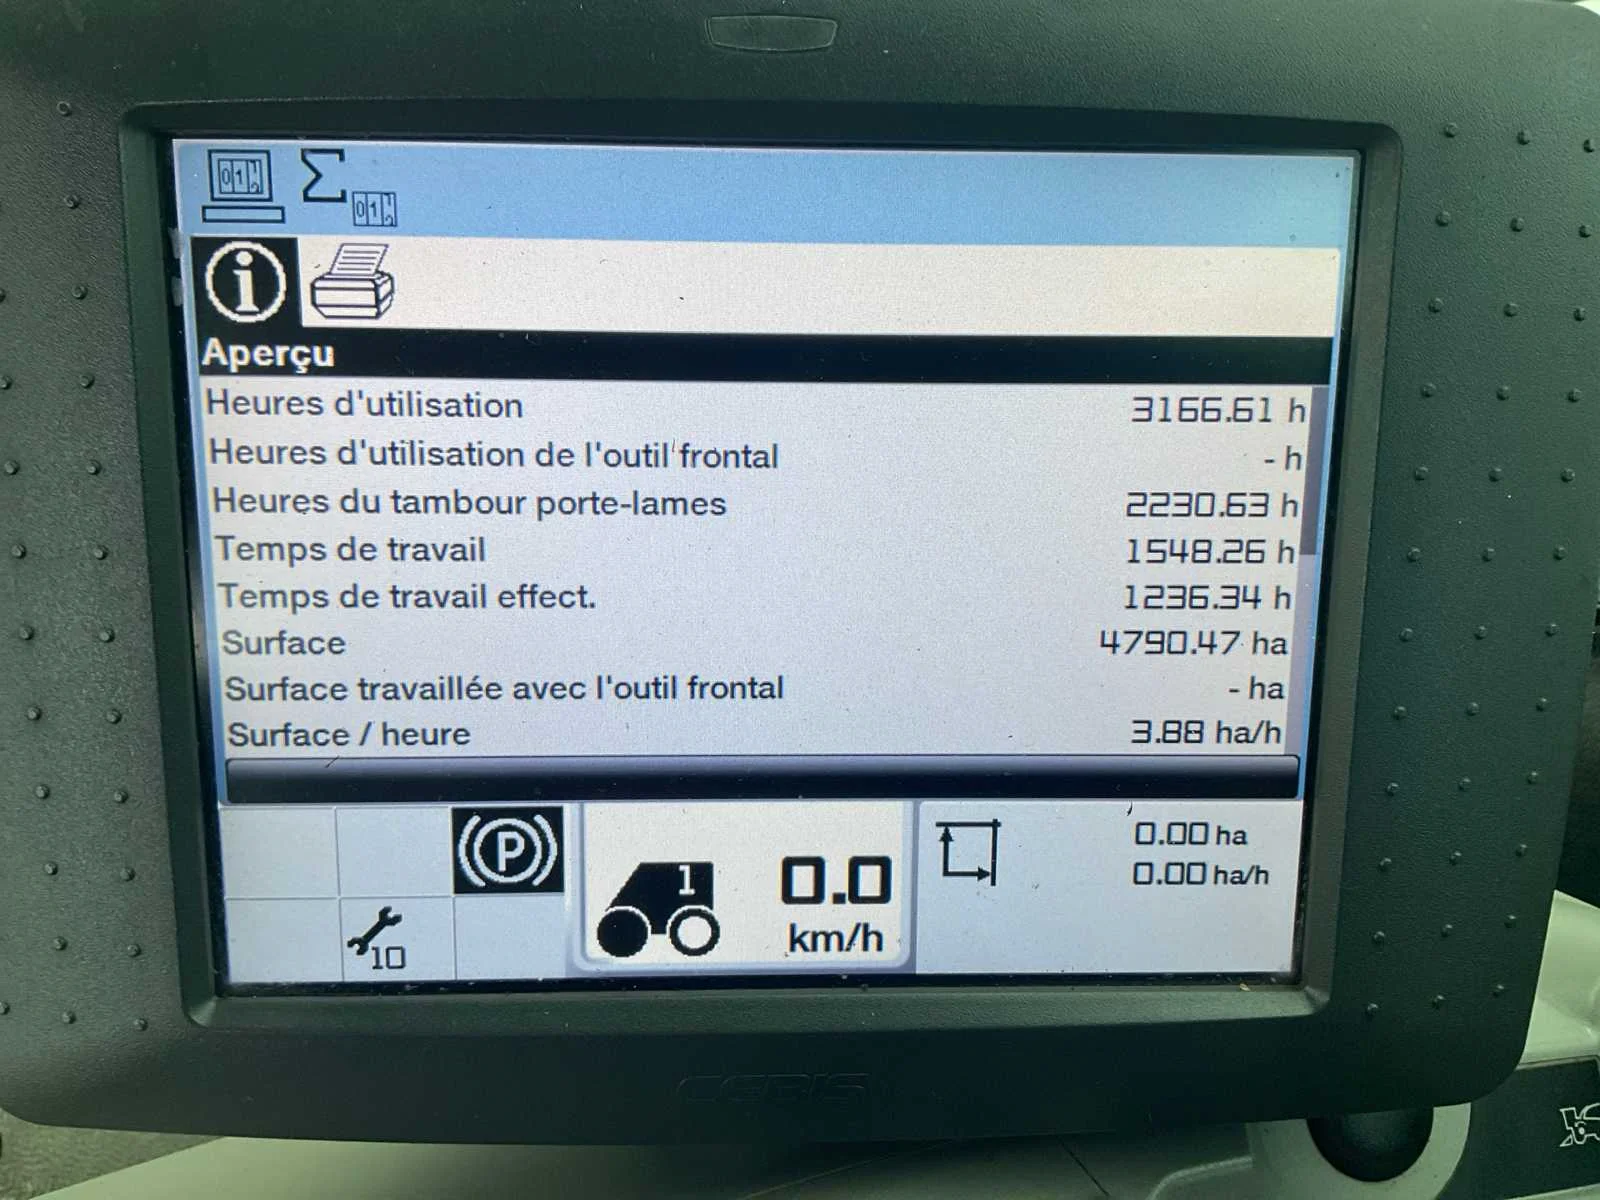 Aperçu
Heures d'utilisation 3166.61 h
Heures d'utilisation de l'outil frontal - h
Heures du tambour porte-lames 2230.63 h
Temps de travail 1548.26 h
Temps de travail effect. 1236.34 h
Surface 4790.47 ha
Surface travaillée avec l'outil frontal - ha
Surface / heure 3.88 ha/h
P
1
0.0
km/h
0.00 ha
0.00 ha/h
10
CEBIS